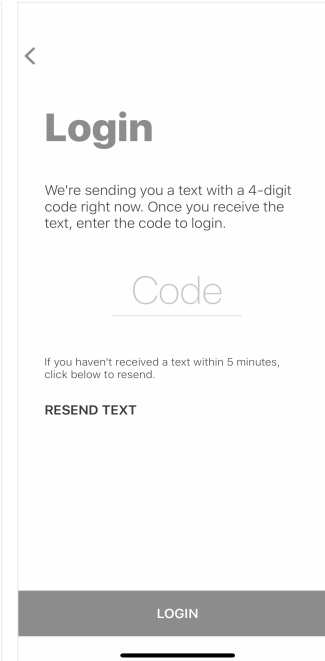 Login
We're sending you a text with a 4-digit
code right now. Once you receive the
text, enter the code to login.
Code
If you haven't received a text within 5 minutes,
click below to resend.
RESEND TEXT
LOGIN